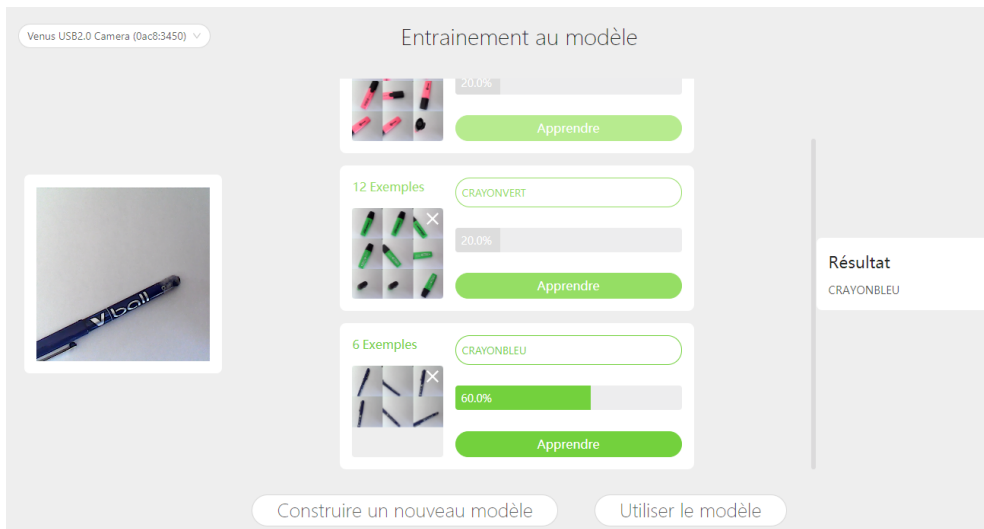 Venus USB2.0 Camera (0ac8:3450)
Entrainement au modèle
20.0%
Apprendre
12 Exemples
CRAYONVERT
20.0%
Apprendre
6 Exemples
CRAYONBLEU
60.0%
Apprendre
V ball
Résultat
CRAYONBLEU
Construire un nouveau modèle
Utiliser le modèle